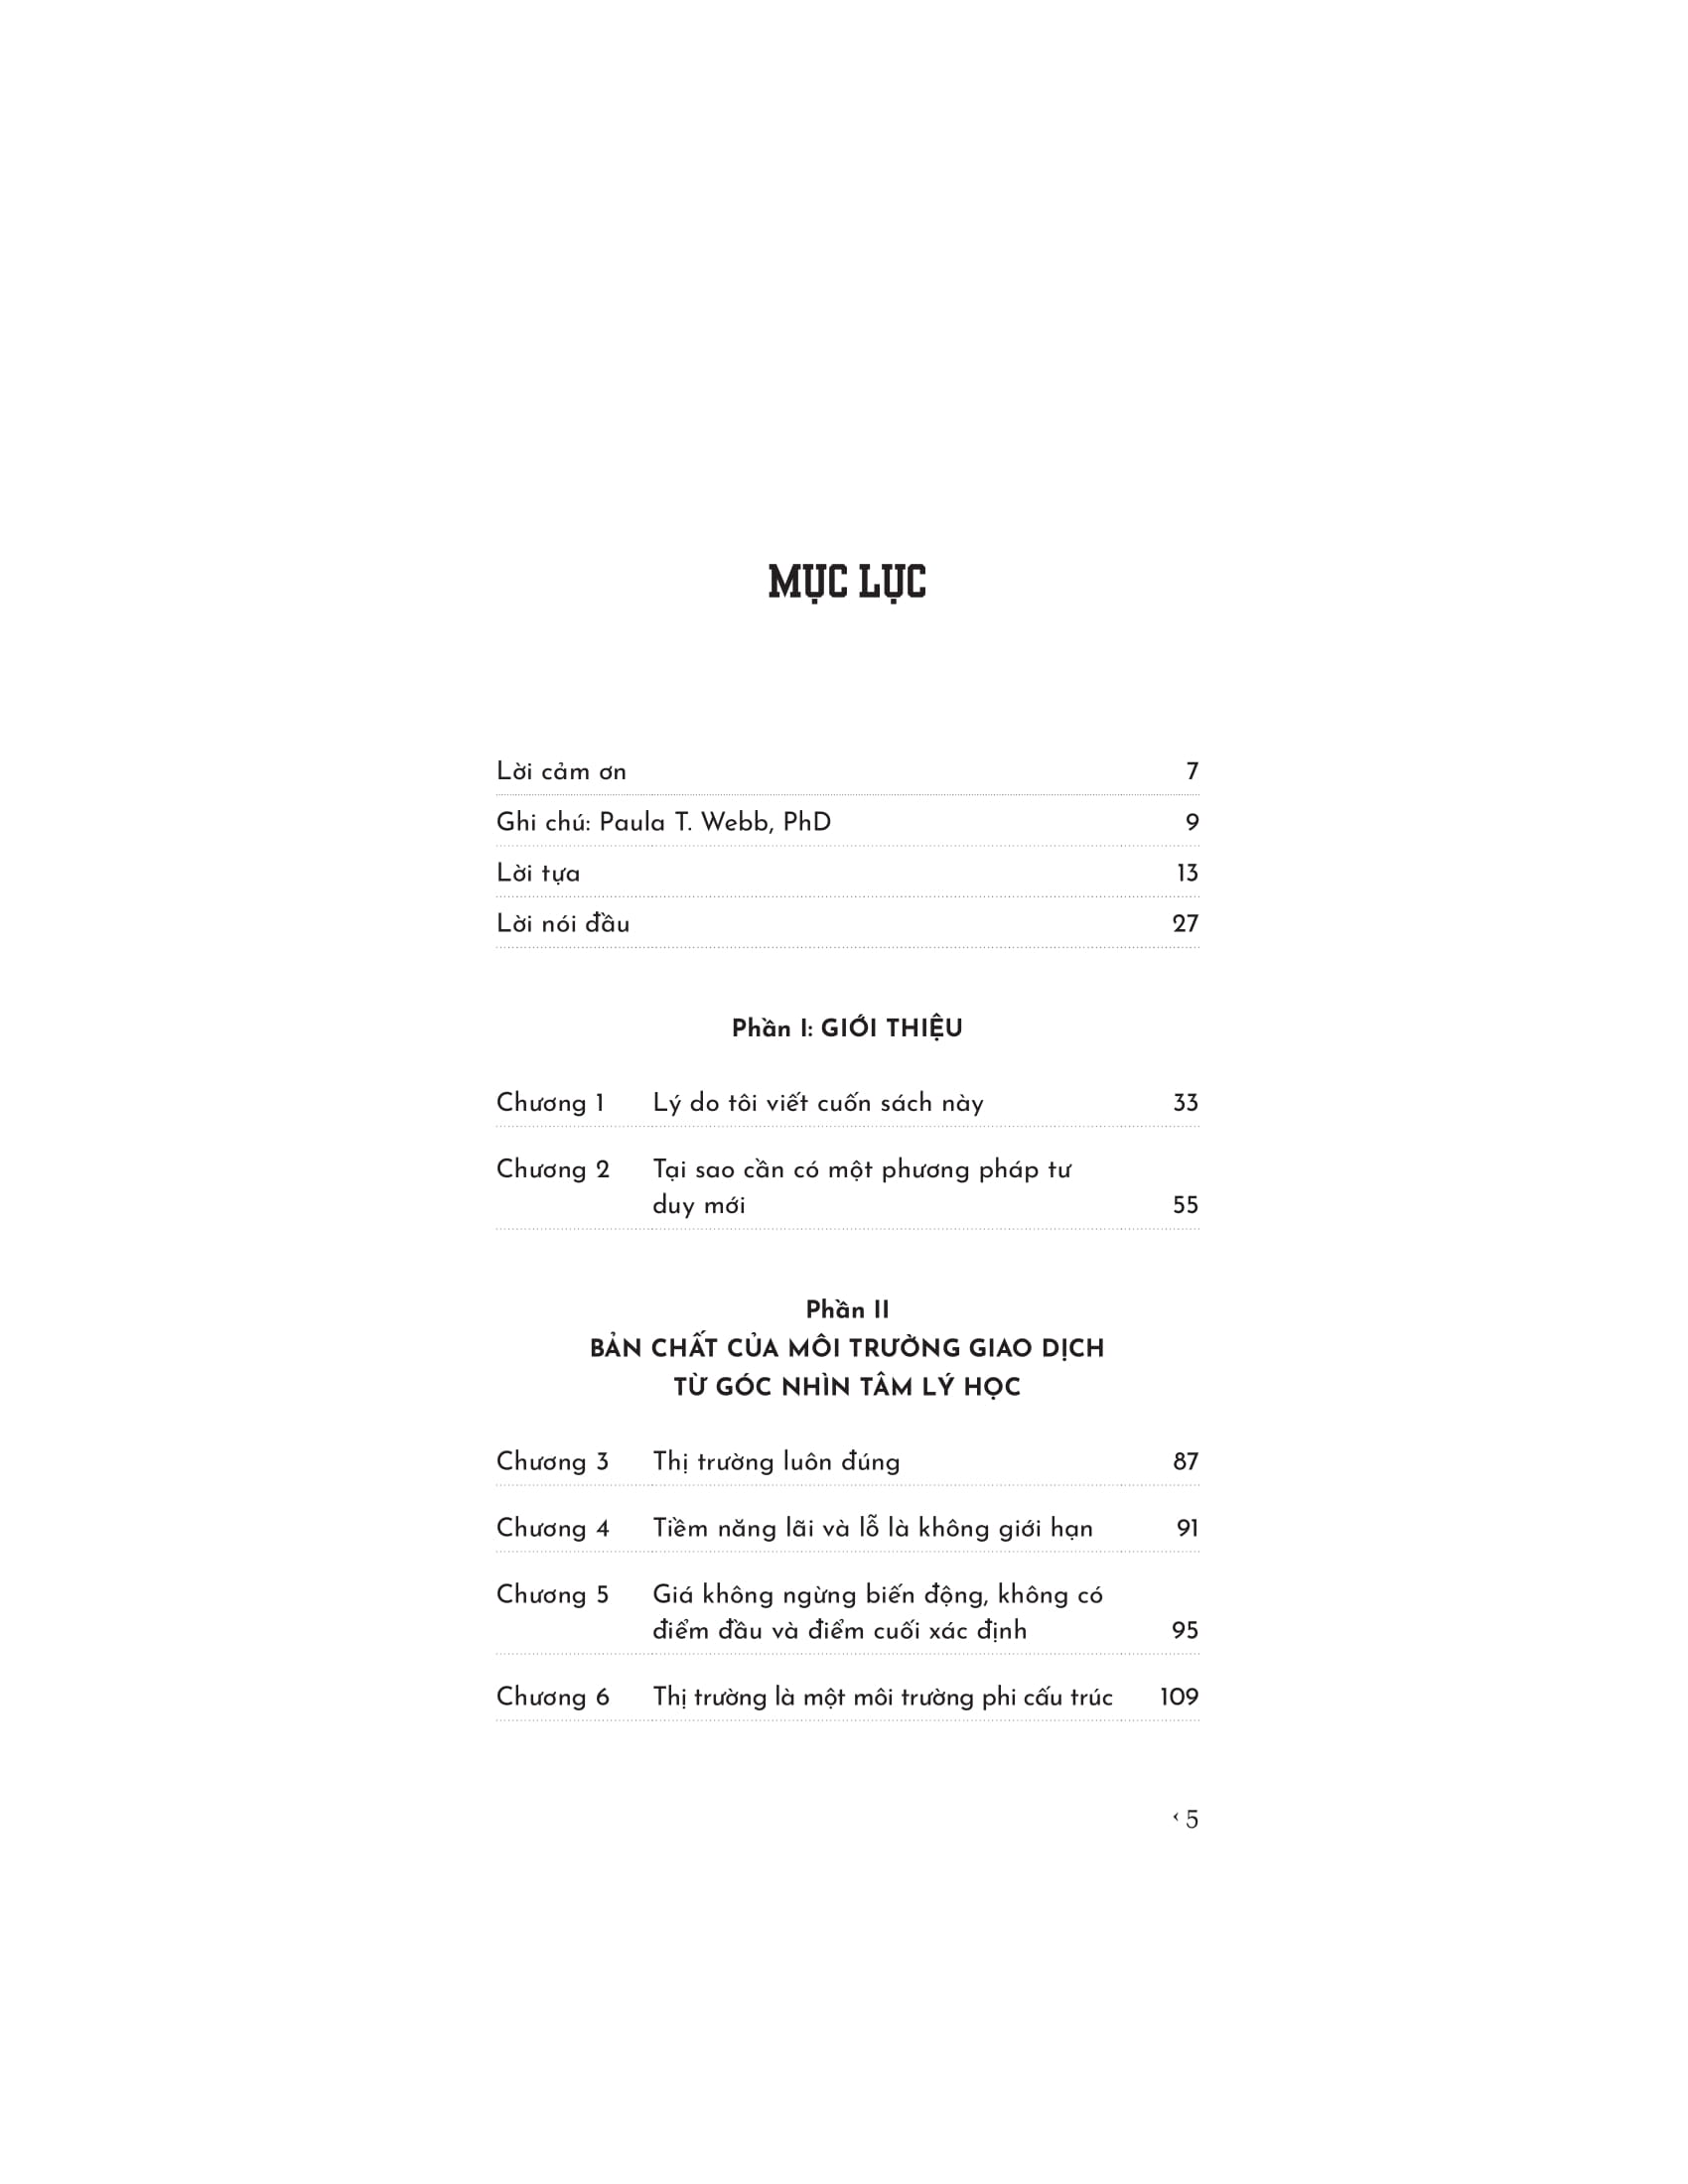 MỤC LỤC
Lời cảm ơn 7
Ghi chú: Paula T. Webb, PhD 9
Lời tựa 13
Lời nói đầu 27
Phần I: GIỚI THIỆU
Chương 1 Lý do tôi viết cuốn sách này 33
Chương 2 Tại sao cần có một phương pháp tư
duy mới 55
Phần II
BẢN CHẤT CỦA MÔI TRƯỜNG GIAO DỊCH
TỪ GÓC NHÌN TÂM LÝ HỌC
Chương 3 Thị trường luôn đúng 87
Chương 4 Tiềm năng lãi và lỗ là không giới hạn 91
Chương 5 Giá không ngừng biến động, không có
điểm đầu và điểm cuối xác định 95
Chương 6 Thị trường là một môi trường phi cấu trúc 109
‹ 5